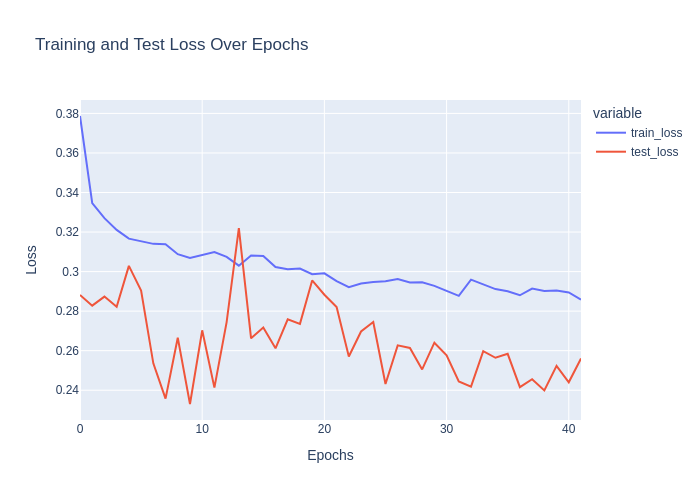 Training and Test Loss Over Epochs
variable
train_loss
test_loss
0.38
0.36
0.34
0.32
0.3
0.28
0.26
0.24
Loss
0
10
20
30
40
Epochs